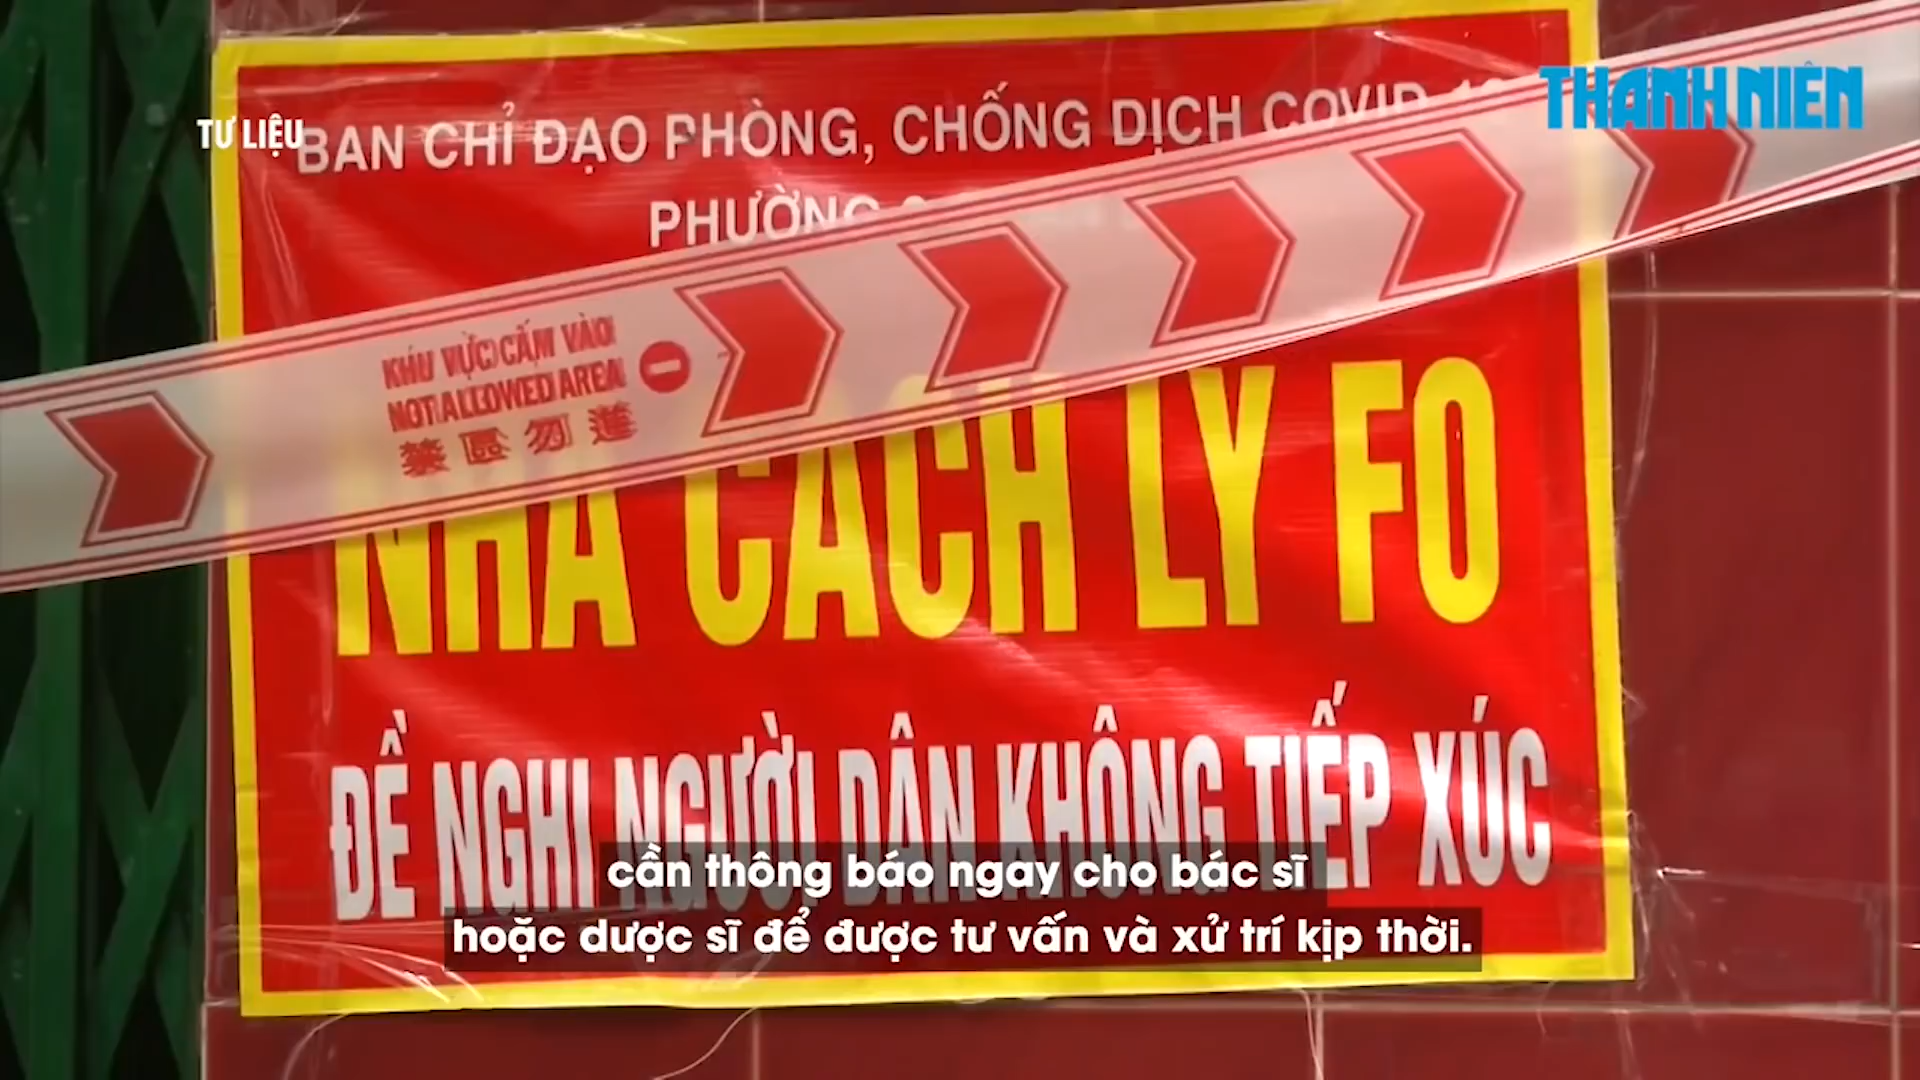 THANH NIÊN
TƯ LIỆU
BAN CHỈ ĐẠO PHÒNG, CHỐNG DỊCH COVID
PHƯỜNG
KHU VỰC CẤM VÀO
NOT ALLOWED AREA
禁區勿進
NHÀ CÁCH LY F0
ĐỀ NGHỊ NGƯỜI DÂN KHÔNG TIẾP XÚC
cần thông báo ngay cho bác sĩ
hoặc dược sĩ để được tư vấn và xử trí kịp thời.